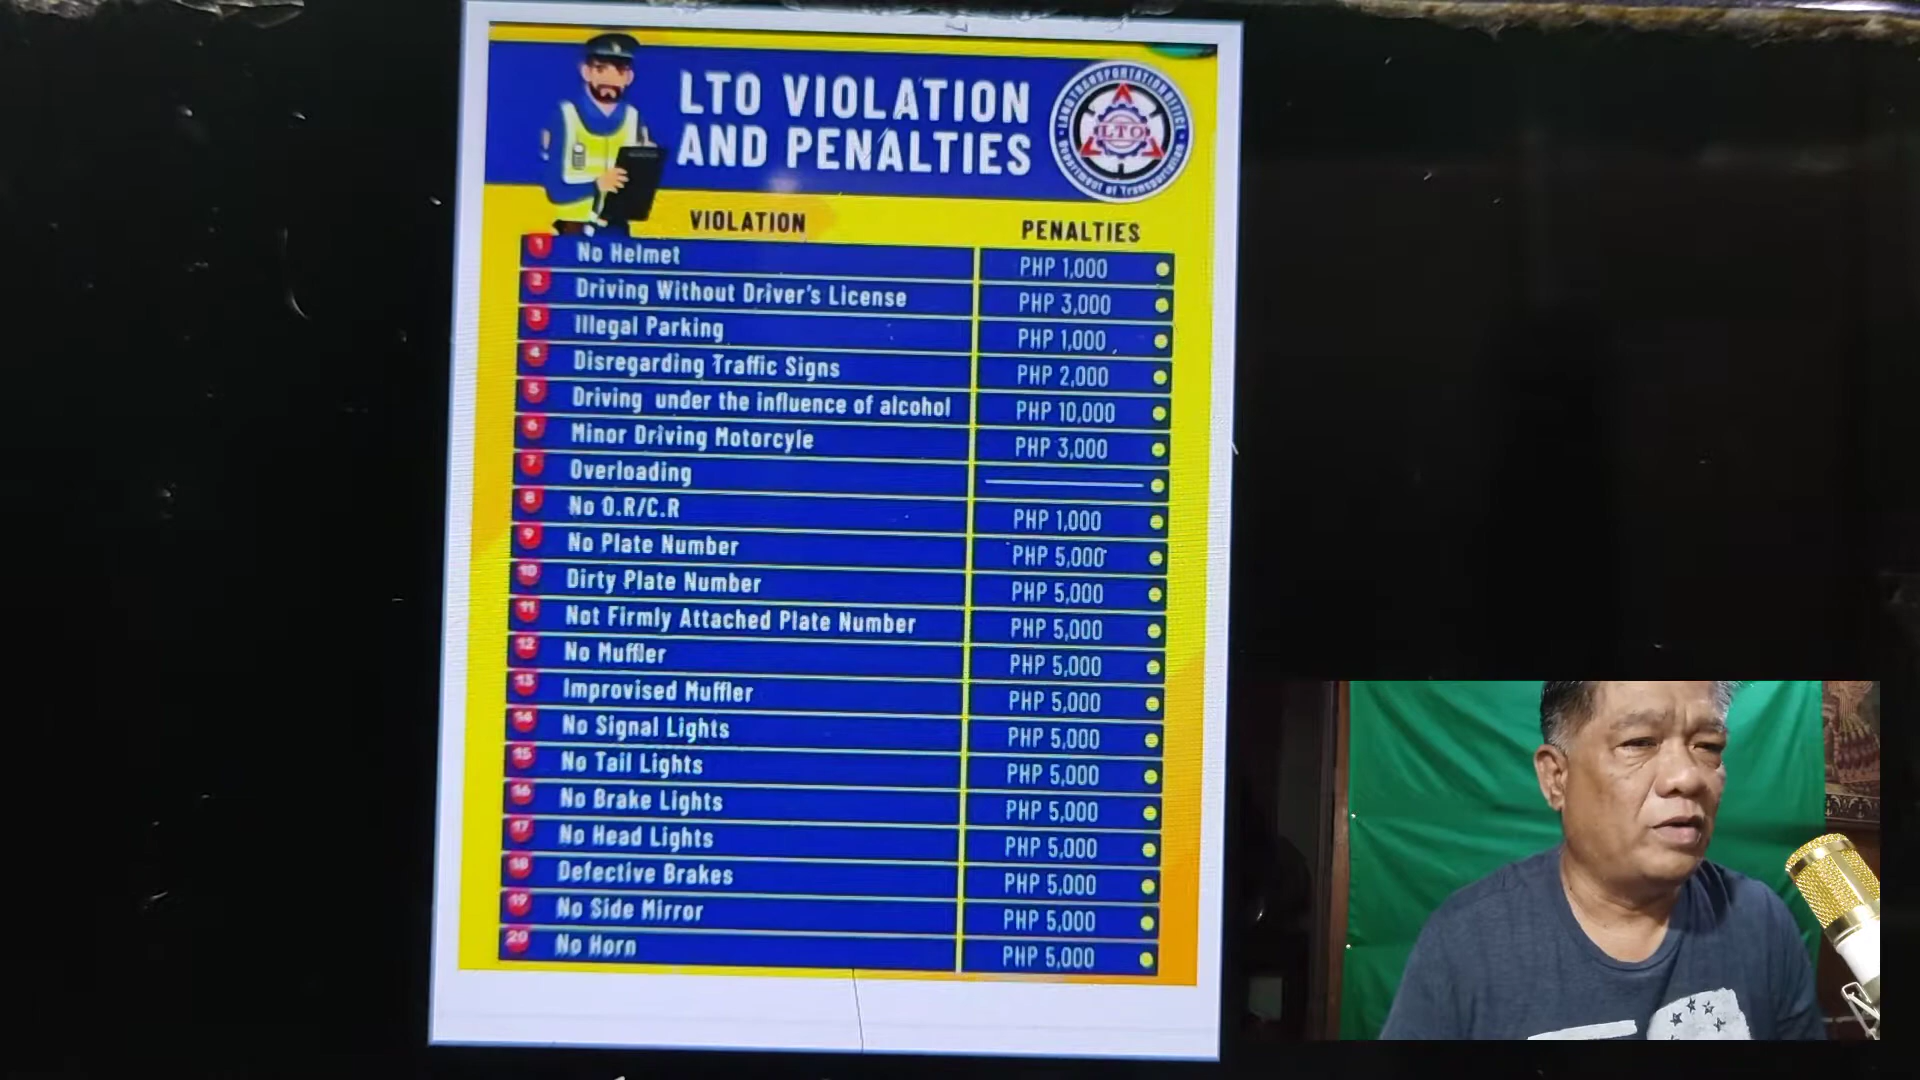 LTO VIOLATION
AND PENALTIES
LAND TRANSPORTATION OFFICE
LTO
Department of Transportation
VIOLATION PENALTIES
1 No Helmet PHP 1,000
2 Driving Without Driver's License PHP 3,000
3 Illegal Parking PHP 1,000
4 Disregarding Traffic Signs PHP 2,000
5 Driving under the influence of alcohol PHP 10,000
6 Minor Driving Motorcyle PHP 3,000
7 Overloading
8 No O.R/C.R PHP 1,000
9 No Plate Number PHP 5,000
10 Dirty Plate Number PHP 5,000
11 Not Firmly Attached Plate Number PHP 5,000
12 No Muffler PHP 5,000
13 Improvised Muffler PHP 5,000
14 No Signal Lights PHP 5,000
15 No Tail Lights PHP 5,000
16 No Brake Lights PHP 5,000
17 No Head Lights PHP 5,000
18 Defective Brakes PHP 5,000
19 No Side Mirror PHP 5,000
20 No Horn PHP 5,000